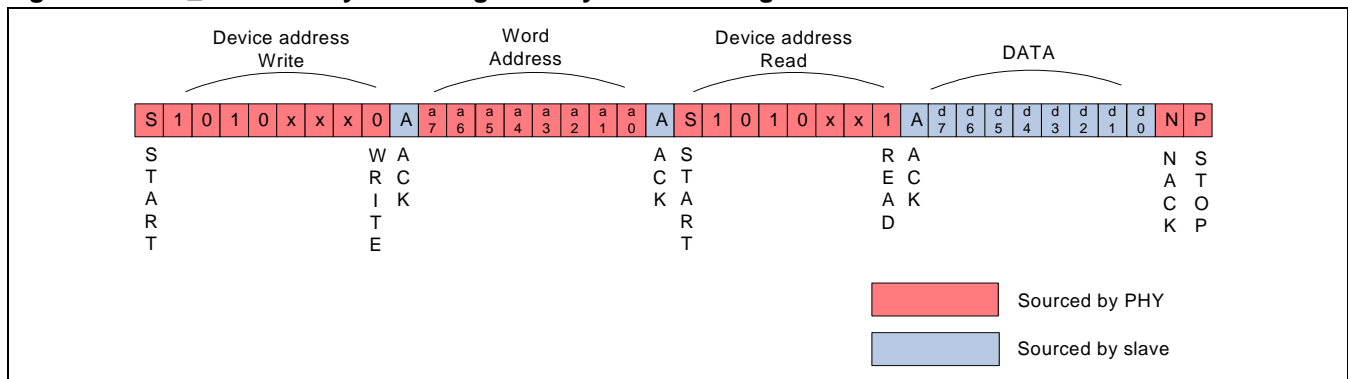 Device address
Write
Word
Address
Device address
Read
DATA
S 1 0 1 0 x x x 0 A a7 a6 a5 a4 a3 a2 a1 a0 A S 1 0 1 0 x x 1 A d7 d6 d5 d4 d3 d2 d1 d0 N P
START WRITE ACK ACK START READ ACK NACK STOP
Sourced by PHY
Sourced by slave